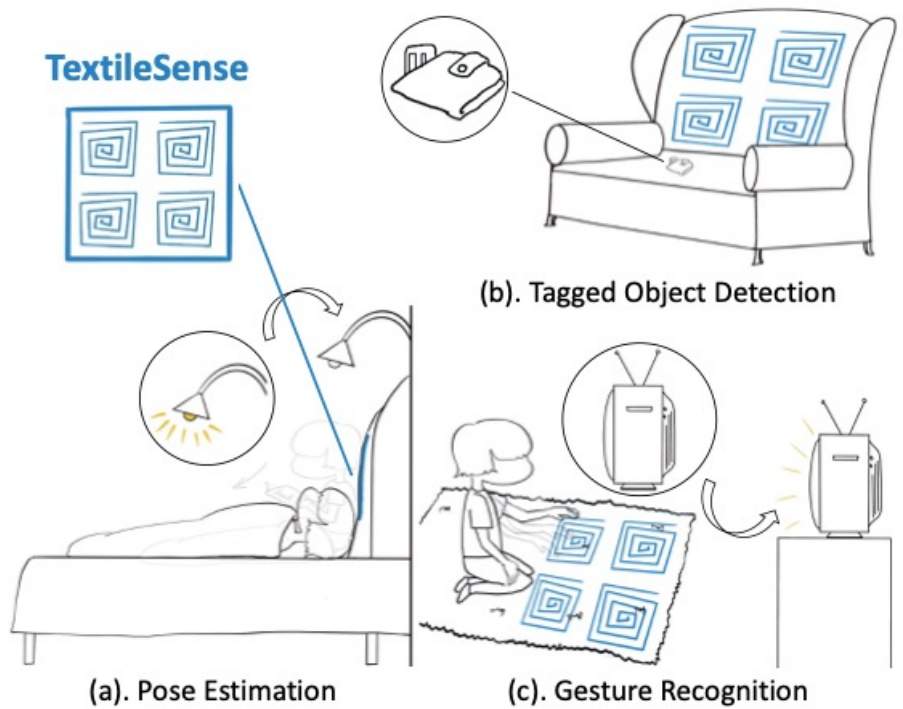 TextileSense
(b). Tagged Object Detection
(a). Pose Estimation
(c). Gesture Recognition